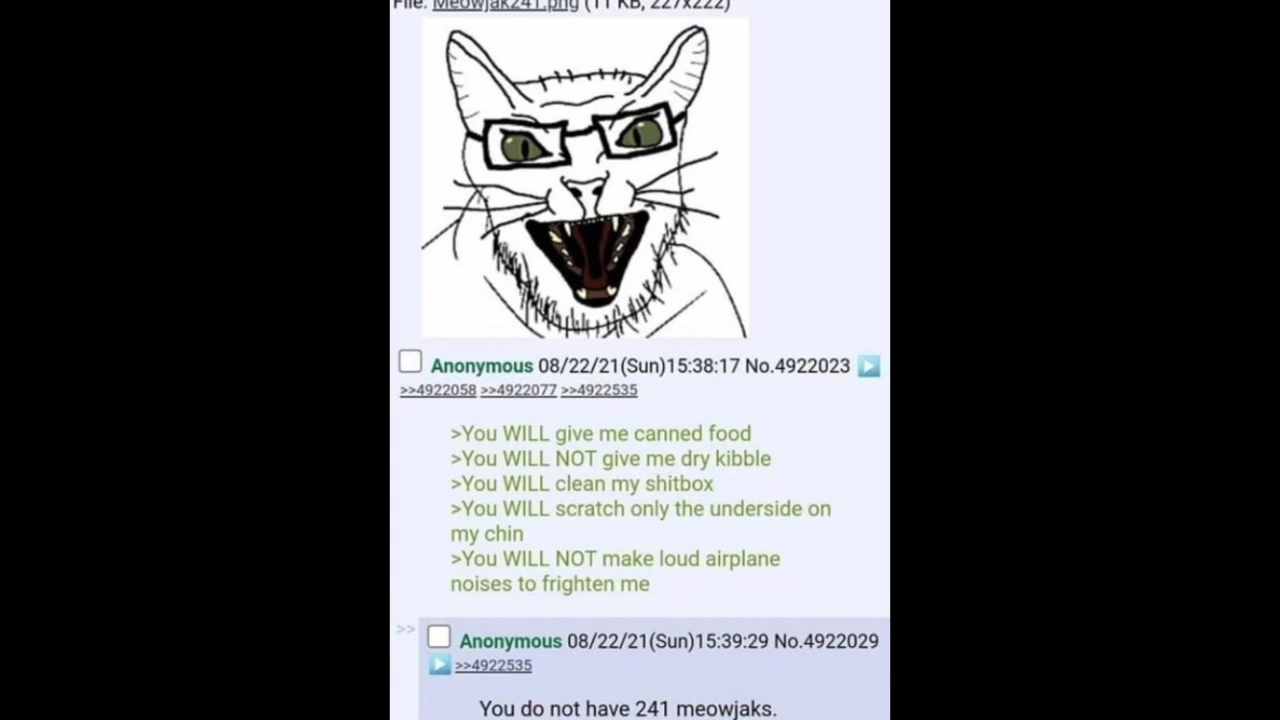 File: Meowjak241.png (11 KB, 227x222)
Anonymous 08/22/21(Sun)15:38:17 No.4922023
>>4922058 >>4922077 >>4922535
>You WILL give me canned food
>You WILL NOT give me dry kibble
>You WILL clean my shitbox
>You WILL scratch only the underside on
my chin
>You WILL NOT make loud airplane
noises to frighten me
>> Anonymous 08/22/21(Sun)15:39:29 No.4922029
>>4922535
You do not have 241 meowjaks.